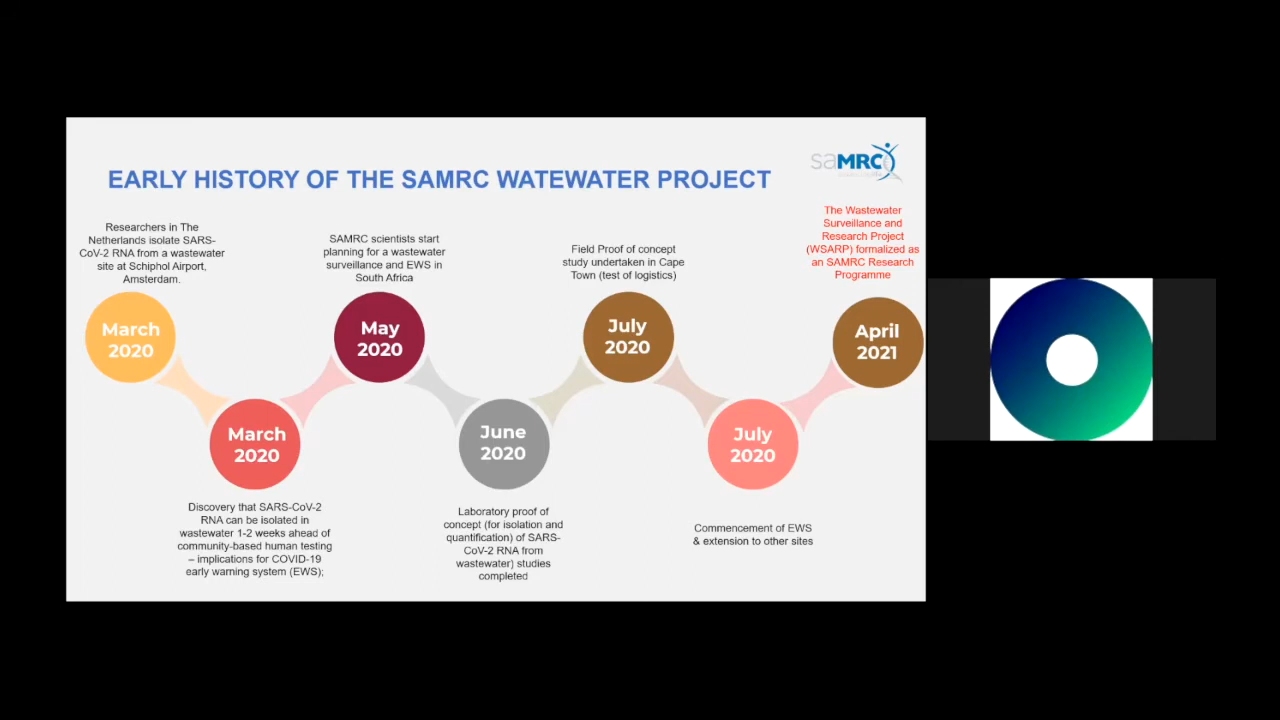 saMRC
EARLY HISTORY OF THE SAMRC WATEWATER PROJECT
Researchers in The
Netherlands isolate SARS-
CoV-2 RNA from a wastewater
site at Schiphol Airport,
Amsterdam.
March
2020
March
2020
Discovery that SARS-CoV-2
RNA can be isolated in
wastewater 1-2 weeks ahead of
community-based human testing
– implications for COVID-19
early warning system (EWS);
SAMRC scientists start
planning for a wastewater
surveillance and EWS in
South Africa
May
2020
June
2020
Laboratory proof of
concept (for isolation and
quantification) of SARS-
CoV-2 RNA from
wastewater) studies
completed
Field Proof of concept
study undertaken in Cape
Town (test of logistics)
July
2020
July
2020
Commencement of EWS
& extension to other sites
The Wastewater
Surveillance and
Research Project
(WSARP) formalized as
an SAMRC Research
Programme
April
2021